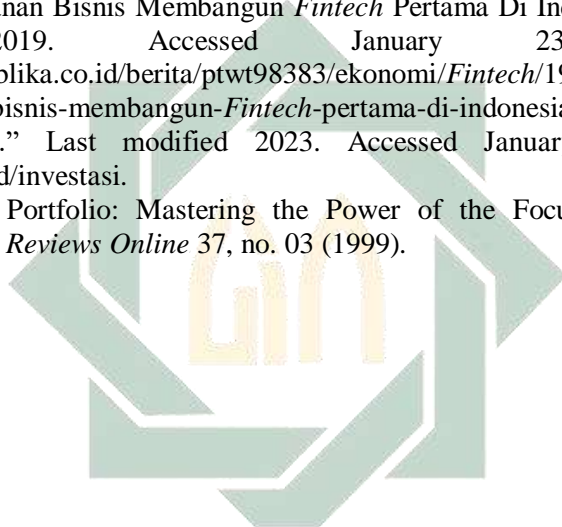 nan Bisnis Membangun Fintech Pertama Di Ind
2019. Accessed January 23
blika.co.id/berita/ptwt98383/ekonomi/Fintech/19
bisnis-membangun-Fintech-pertama-di-indonesia
.” Last modified 2023. Accessed Januar
d/investasi.
Portfolio: Mastering the Power of the Focu
Reviews Online 37, no. 03 (1999).